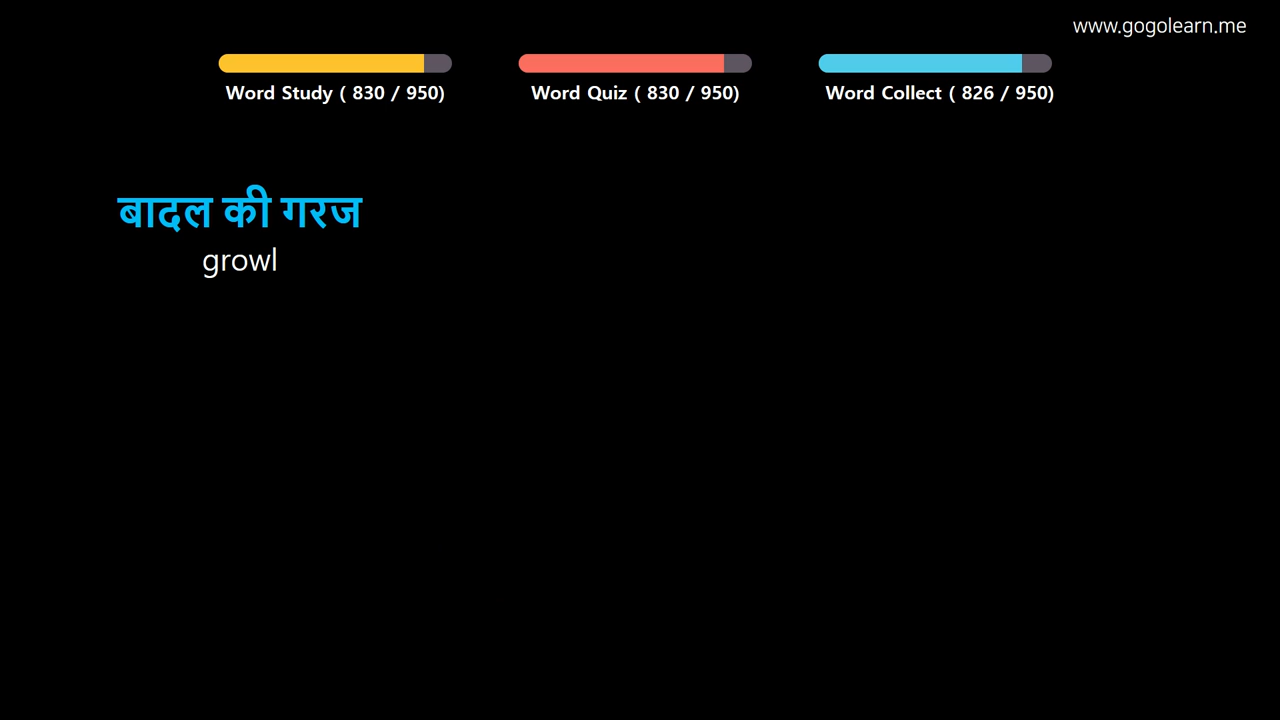 www.gogolearn.me
Word Study ( 830 / 950)
Word Quiz ( 830 / 950)
Word Collect ( 826 / 950)
बादल की गरज
growl